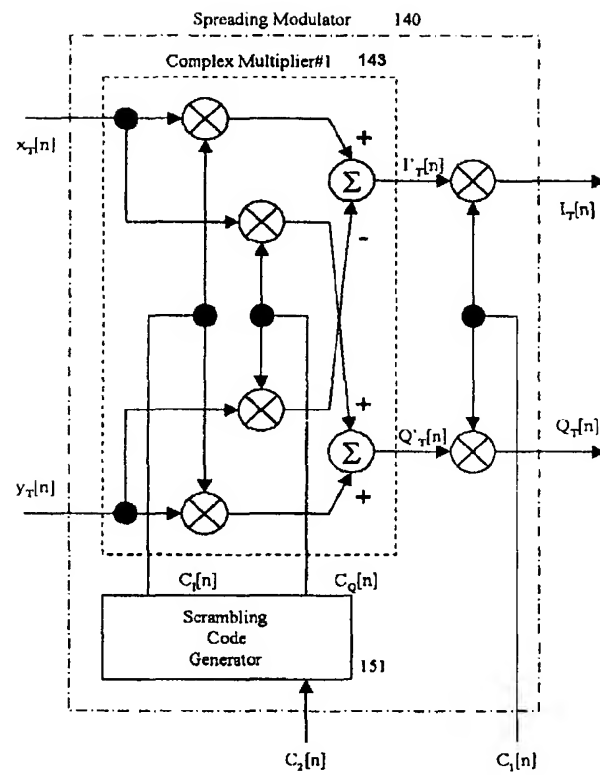 Spreading Modulator 140
Complex Multiplier#1 143
x_T[n]
+
Σ
I'_T[n]
I_T[n]
-
+
Σ
Q'_T[n]
Q_T[n]
+
y_T[n]
C_I[n]
C_Q[n]
Scrambling
Code
Generator
151
C_2[n]
C_1[n]